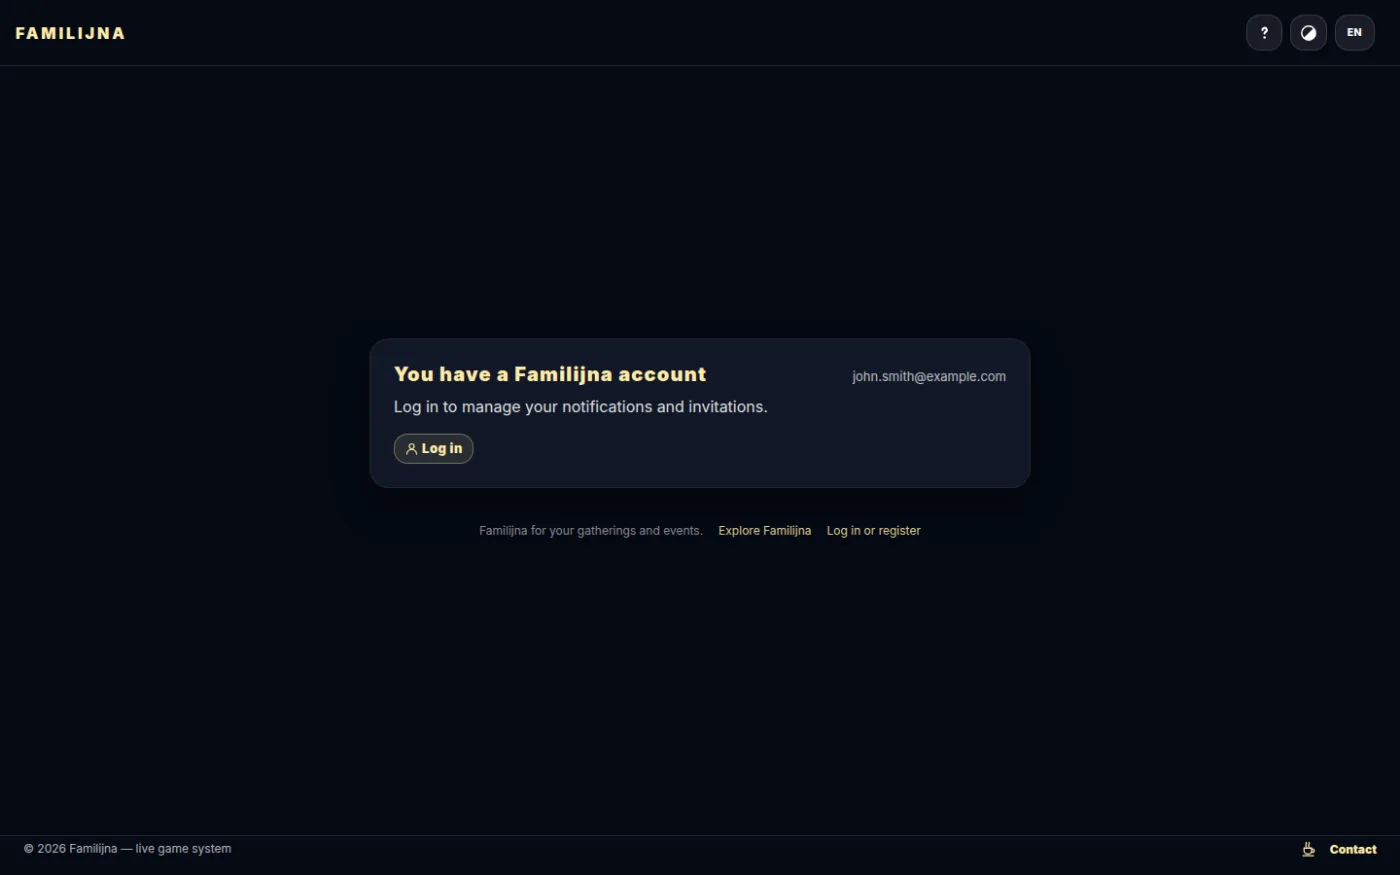 FAMILIJNA
?
EN
You have a Familijna account
john.smith@example.com
Log in to manage your notifications and invitations.
Log in
Familijna for your gatherings and events. Explore Familijna Log in or register
© 2026 Familijna — live game system
Contact